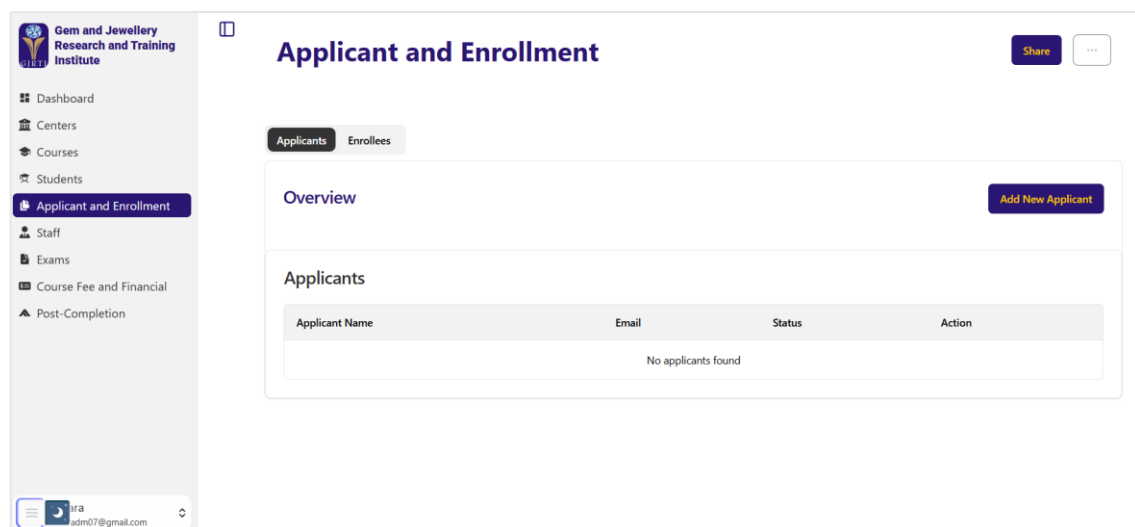 Gem and Jewellery
Research and Training
Institute
GJRTI
Dashboard
Centers
Courses
Students
Applicant and Enrollment
Staff
Exams
Course Fee and Financial
Post-Completion
ara
adm07@gmail.com
Applicant and Enrollment
Share
...
Applicants Enrollees
Overview
Add New Applicant
Applicants
Applicant Name Email Status Action
No applicants found